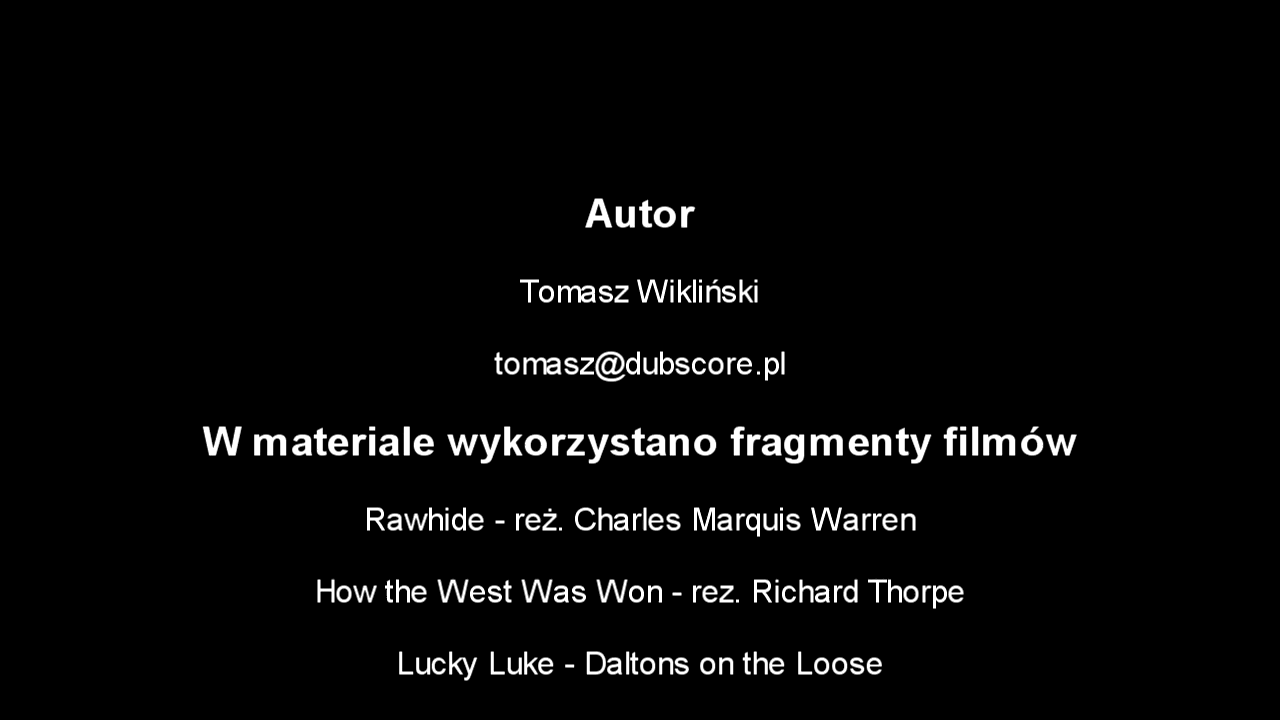 Autor
Tomasz Wikliński
tomasz@dubscore.pl
W materiale wykorzystano fragmenty filmów
Rawhide - reż. Charles Marquis Warren
How the West Was Won - rez. Richard Thorpe
Lucky Luke - Daltons on the Loose